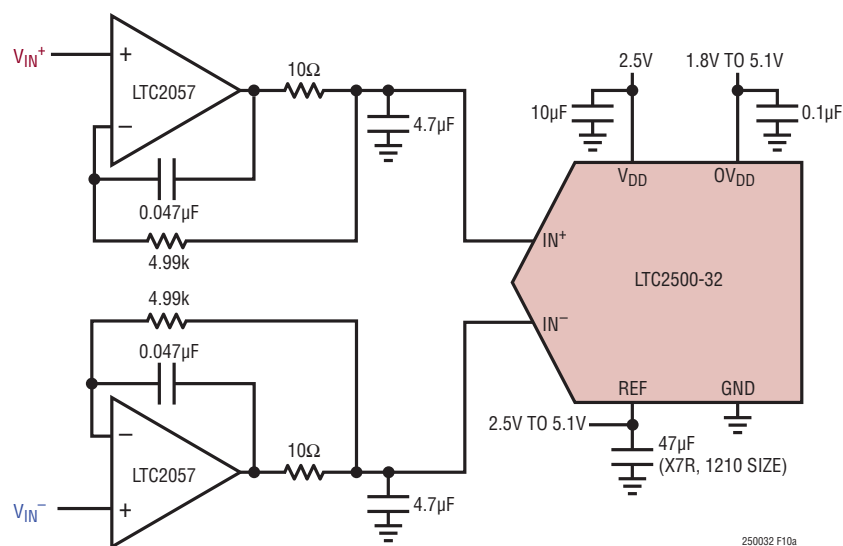 VIN+
+
LTC2057
−
10Ω
4.7µF
0.047µF
4.99k
2.5V
1.8V TO 5.1V
10µF
0.1µF
VDD
OVDD
IN+
LTC2500-32
IN−
REF
GND
2.5V TO 5.1V
47µF
(X7R, 1210 SIZE)
4.99k
0.047µF
−
LTC2057
+
10Ω
4.7µF
VIN−
250032 F10a